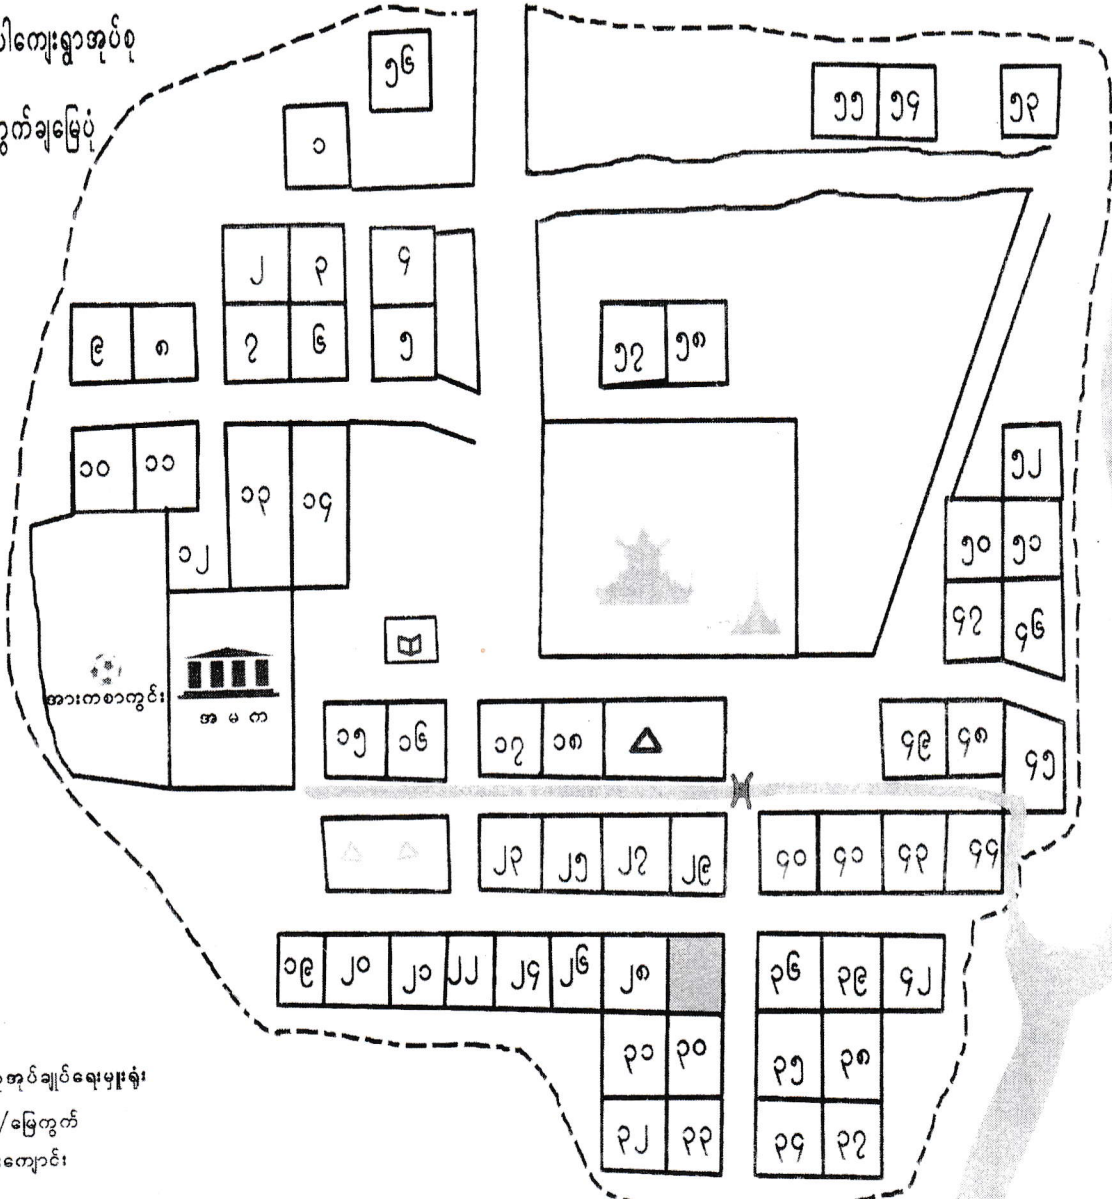 ပါကျေးရွာအုပ်စု
ကွက်ချမြေပုံ
၅၆
၁
၅၅ ၅၄ ၅၃
၂ ၃ ၄
၉ ၈ ၇ ၆ ၅
၅၇ ၅၈
၁၀ ၁၁ ၁၃ ၁၄
၅၂
၁၂
၅၀ ၅၁
၄၇ ၄၆
အားကစာကွင်း
အ မ က
၁၅ ၁၆ ၁၇ ၁၈ ၄၉ ၄၈ ၄၅
၂၃ ၂၅ ၂၇ ၂၉ ၄၀ ၄၁ ၄၃ ၄၄
၁၉ ၂၀ ၂၁ ၂၂ ၂၄ ၂၆ ၂၈ ၃၆ ၃၉ ၄၂
၃၁ ၃၀ ၃၅ ၃၈
၃၂ ၃၃ ၃၄ ၃၇
အုပ်ချုပ်ရေးမှူးရုံး
/မြေကွက်
ကျောင်း